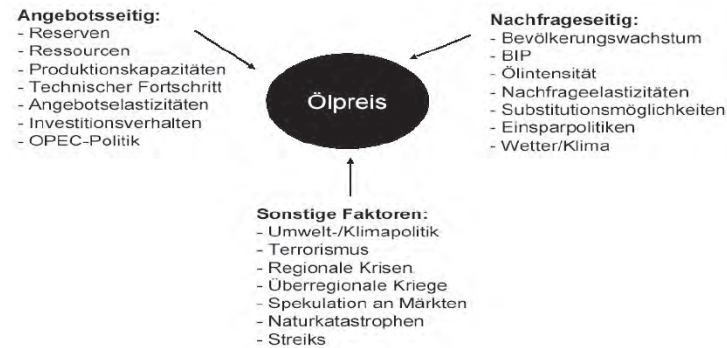 Angebotsseitig:
- Reserven
- Ressourcen
- Produktionskapazitäten
- Technischer Fortschritt
- Angebotselastizitäten
- Investitionsverhalten
- OPEC-Politik
Ölpreis
Nachfrageseitig:
- Bevölkerungswachstum
- BIP
- Ölintensität
- Nachfrageelastizitäten
- Substitutionsmöglichkeiten
- Einsparpolitiken
- Wetter/Klima
Sonstige Faktoren:
- Umwelt-/Klimapolitik
- Terrorismus
- Regionale Krisen
- Überregionale Kriege
- Spekulation an Märkten
- Naturkatastrophen
- Streiks